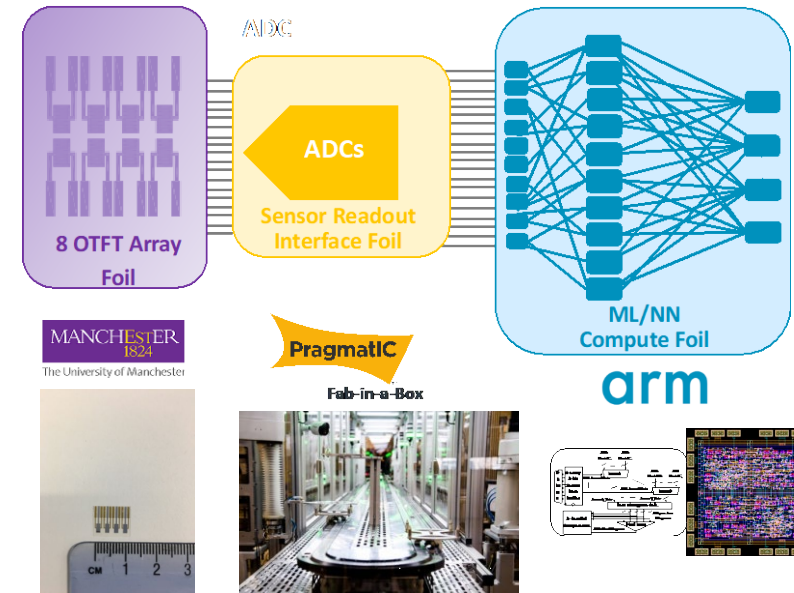 ADC
ADCs
Sensor Readout
Interface Foil
8 OTFT Array
Foil
ML/NN
Compute Foil
MANCHESTER
1824
The University of Manchester
PragmatIC
Fab-in-a-Box
arm
CM 1 2 3